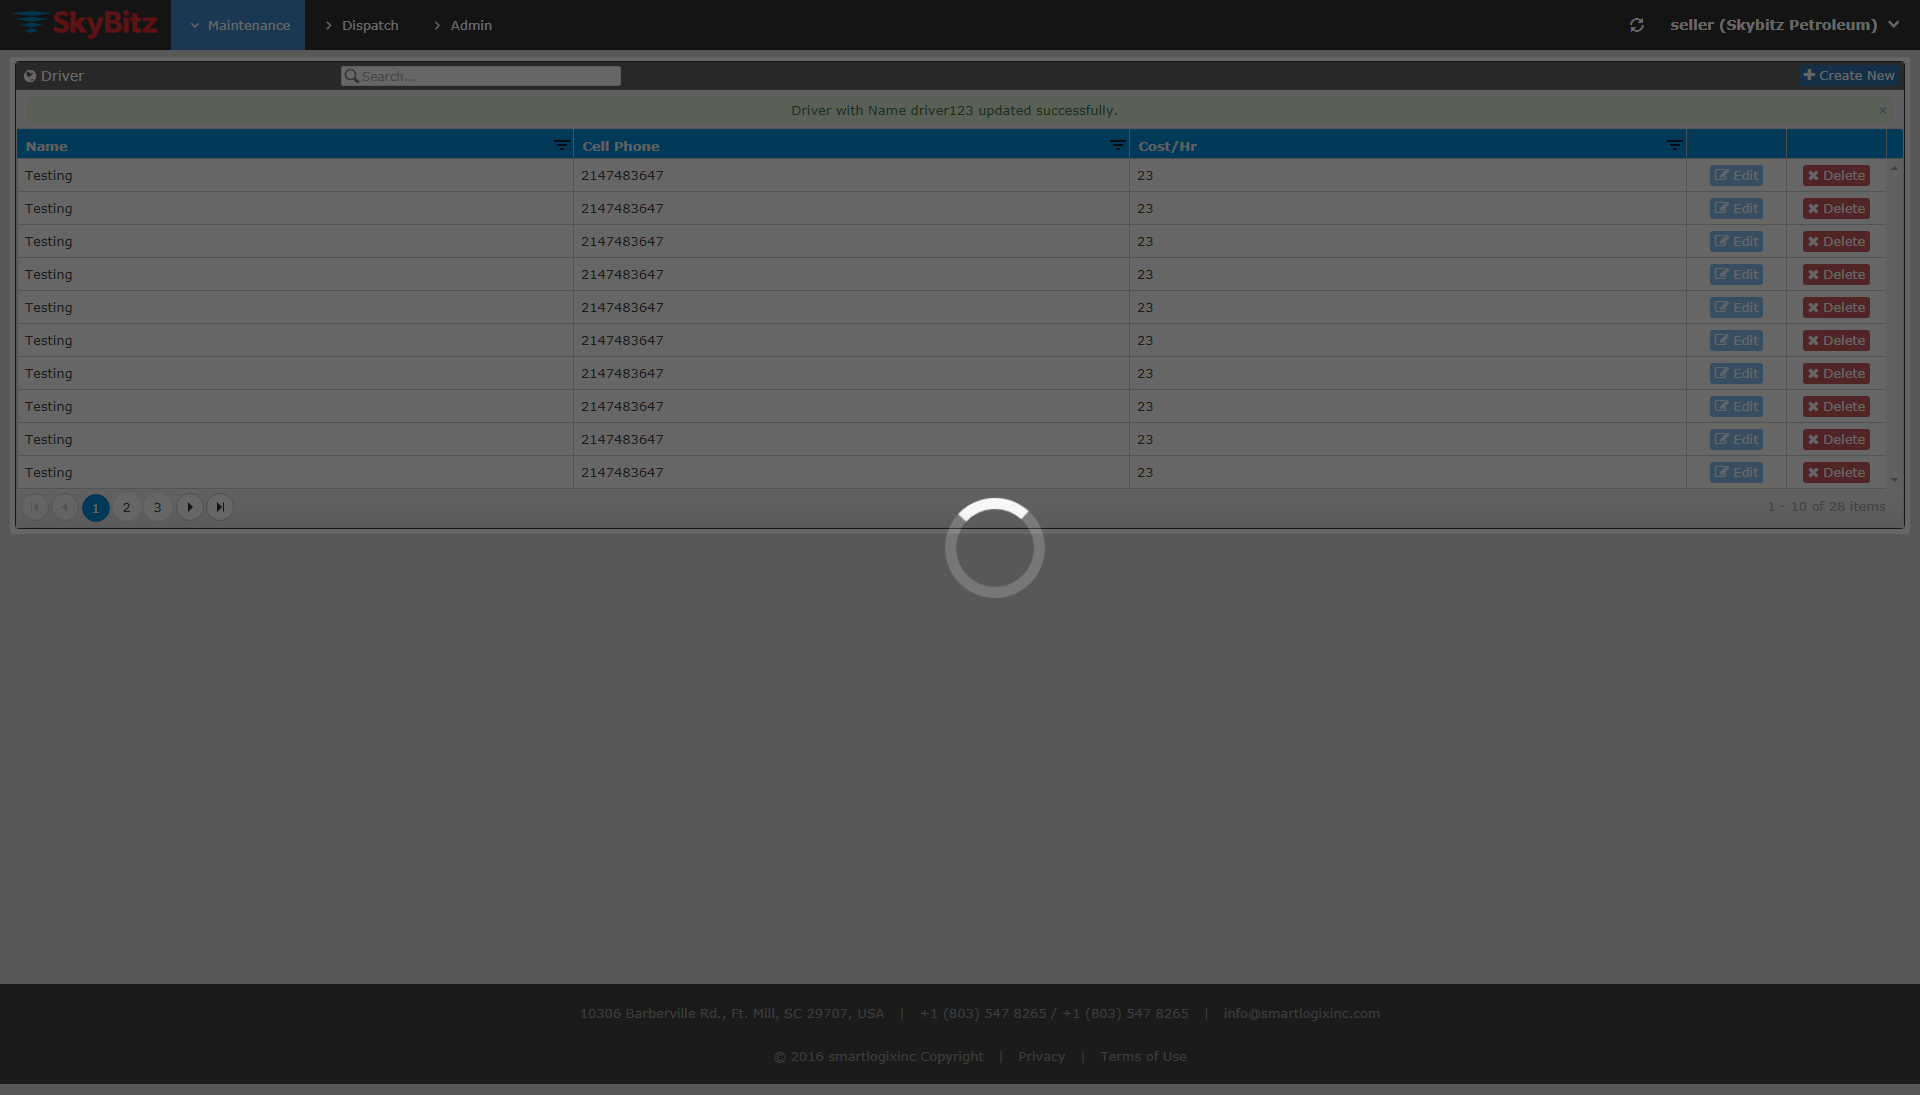 SkyBitz Maintenance Dispatch Admin seller (Skybitz Petroleum)
Driver Search... Create New
Driver with Name driver123 updated successfully. ×
Name Cell Phone Cost/Hr
Testing 2147483647 23 Edit Delete
Testing 2147483647 23 Edit Delete
Testing 2147483647 23 Edit Delete
Testing 2147483647 23 Edit Delete
Testing 2147483647 23 Edit Delete
Testing 2147483647 23 Edit Delete
Testing 2147483647 23 Edit Delete
Testing 2147483647 23 Edit Delete
Testing 2147483647 23 Edit Delete
Testing 2147483647 23 Edit Delete
1 2 3 1 - 10 of 28 items
10306 Barberville Rd., Ft. Mill, SC 29707, USA | +1 (803) 547 8265 / +1 (803) 547 8265 | info@smartlogixinc.com
© 2016 smartlogixinc Copyright | Privacy | Terms of Use